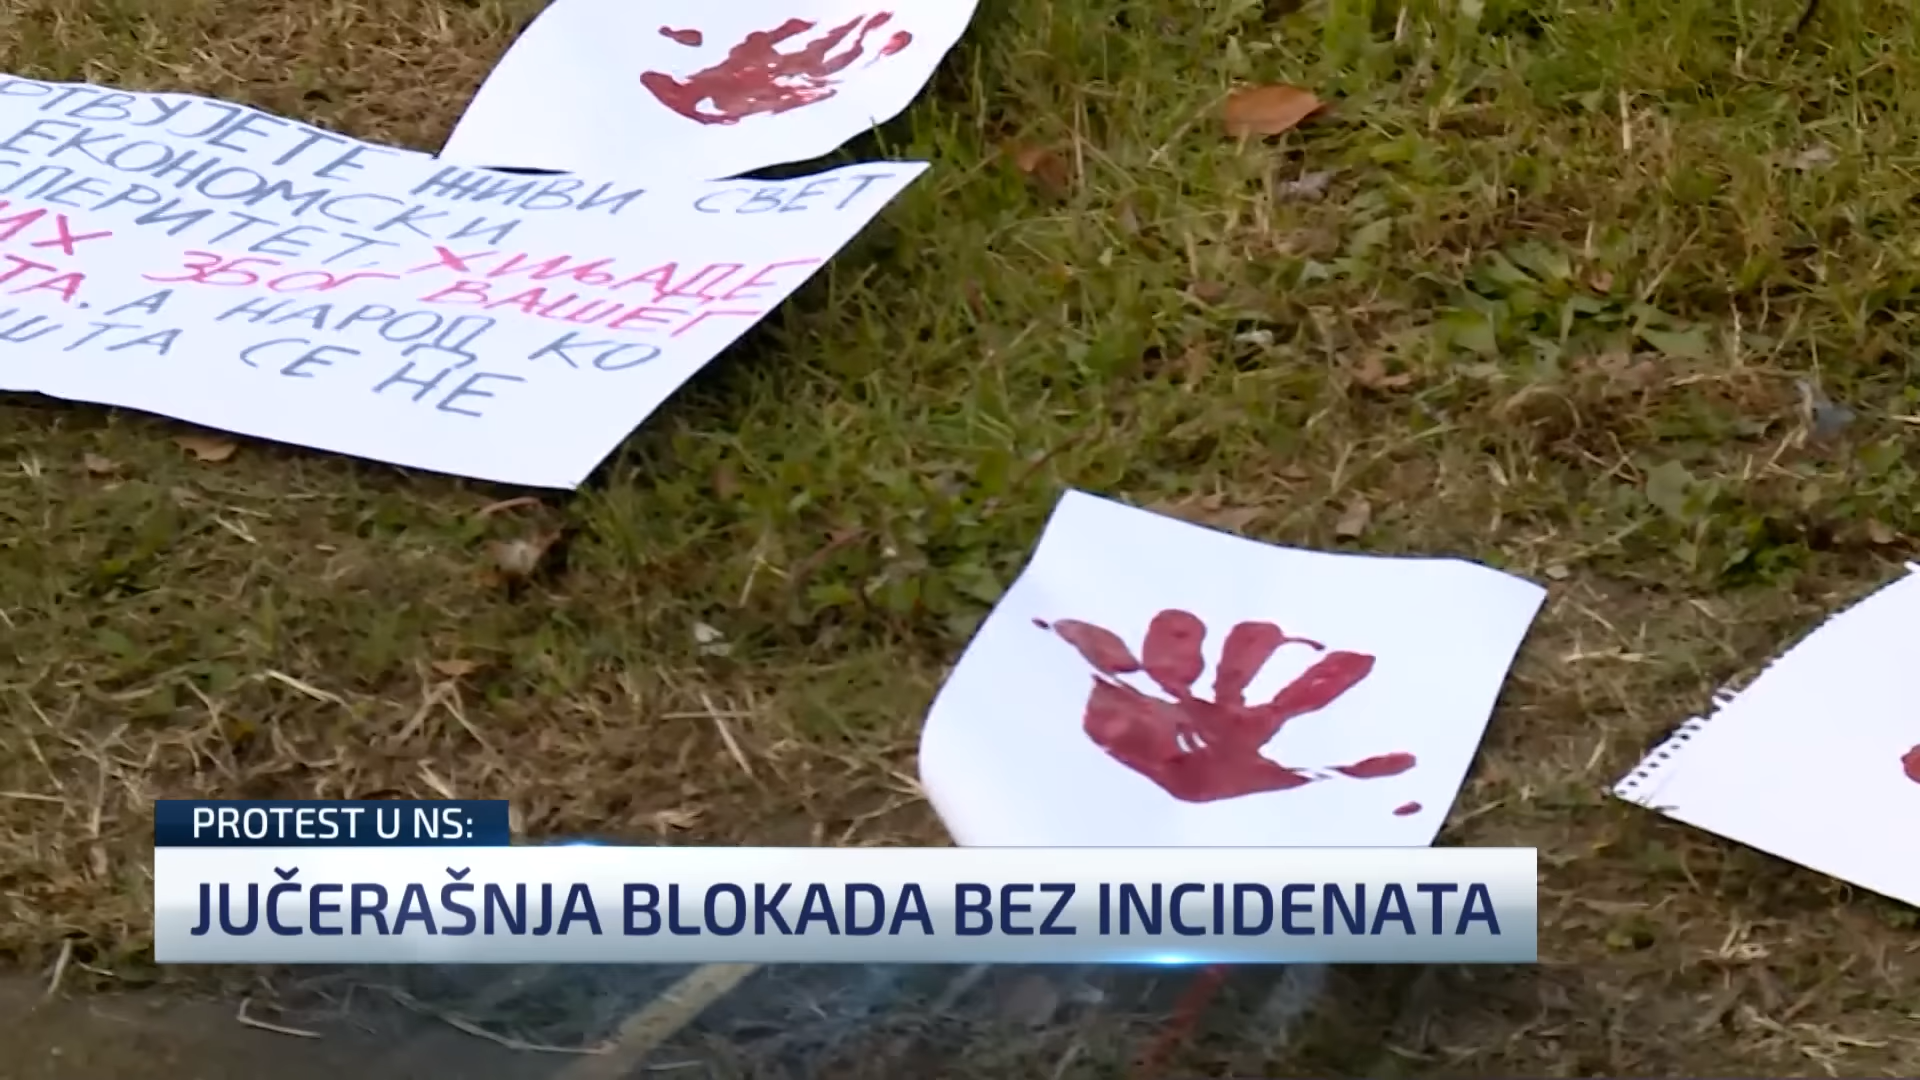 РТВУЈЕТЕ ЖИВИ СВЕТ
ЕКОНОМСКИ
СПЕРИТЕТ, ХИЉАДЕ
ИХ ЗБОГ ВАШЕГ
ТА. А НАРОД КО
ШТА СЕ НЕ
PROTEST U NS:
JUČERAŠNJA BLOKADA BEZ INCIDENATA